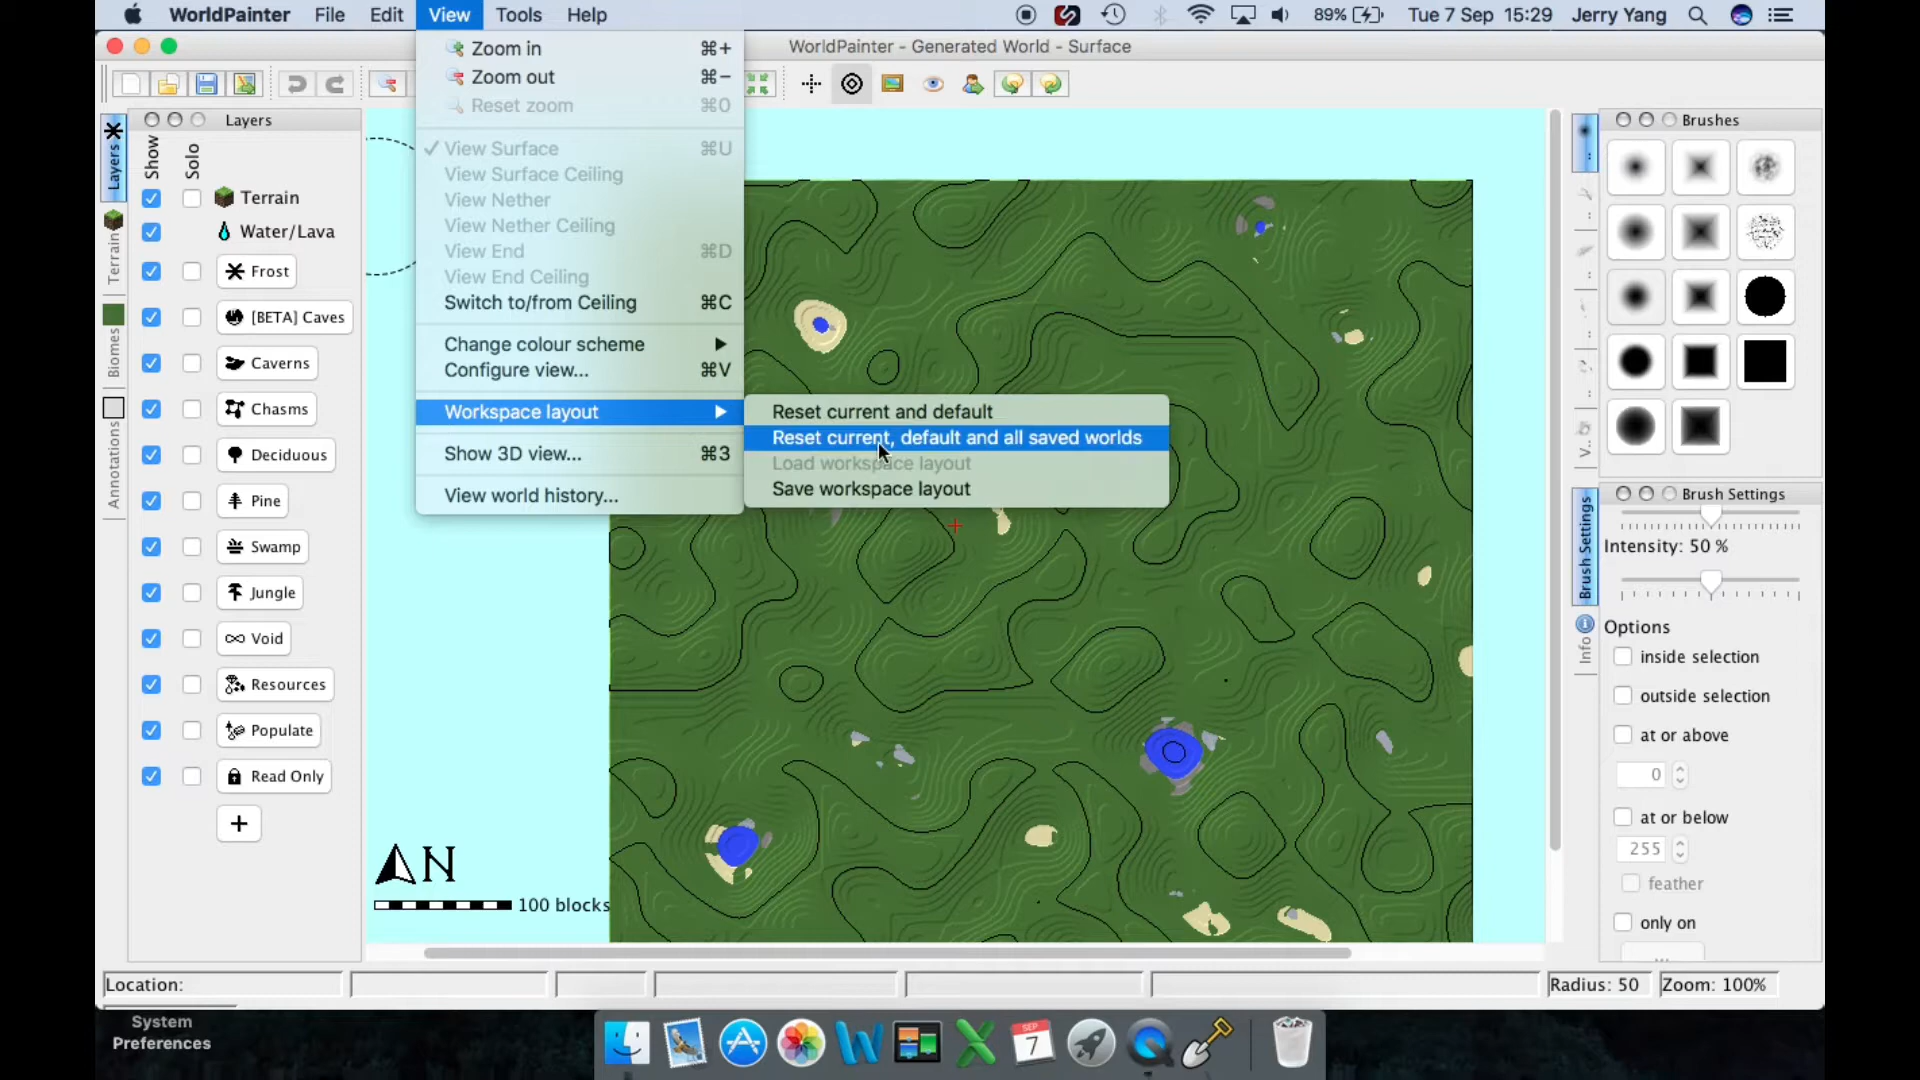 WorldPainter File Edit View Tools Help 89% Tue 7 Sep 15:29 Jerry Yang
WorldPainter - Generated World - Surface
Zoom in ⌘+
Zoom out ⌘−
Reset zoom ⌘0
✓ View Surface ⌘U
View Surface Ceiling
View Nether
View Nether Ceiling
View End ⌘D
View End Ceiling
Switch to/from Ceiling ⌘C
Change colour scheme
Configure view... ⌘V
Workspace layout
Show 3D view... ⌘3
View world history...
Reset current and default
Reset current, default and all saved worlds
Load workspace layout
Save workspace layout
Layers
Terrain
Biomes
Annotations
Layers
Show
Solo
Terrain
Water/Lava
Frost
[BETA] Caves
Caverns
Chasms
Deciduous
Pine
Swamp
Jungle
Void
Resources
Populate
Read Only
+
N
100 blocks
Brushes
V...
Brush Settings
Info
Brush Settings
Intensity: 50 %
Options
inside selection
outside selection
at or above
0
at or below
255
feather
only on
...
Location:
Radius: 50
Zoom: 100%
System
Preferences
SEP
7